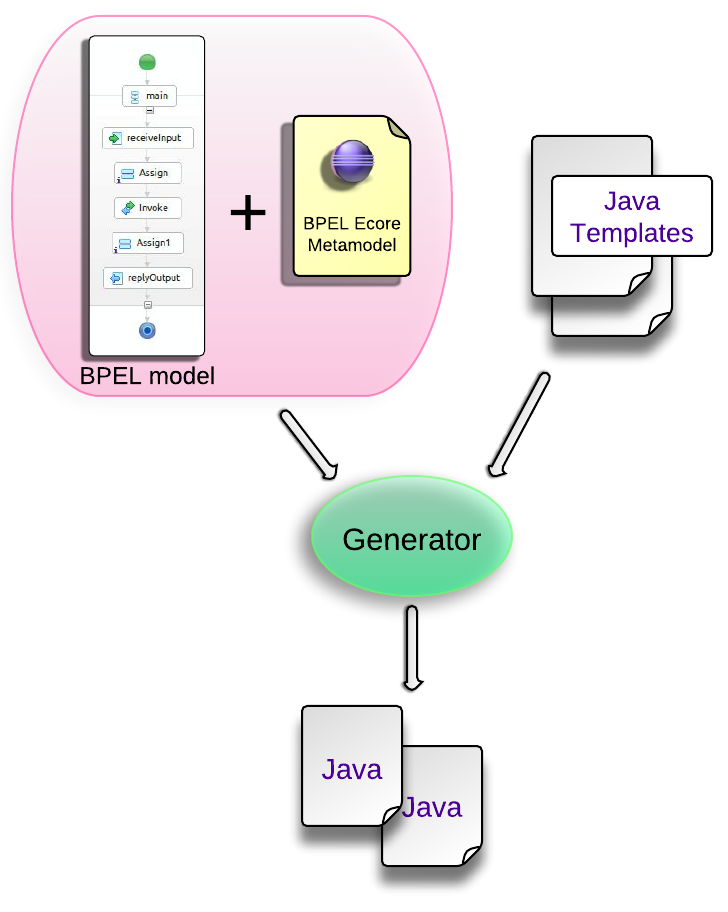 main
receiveInput
Assign
Invoke
Assign1
replyOutput
BPEL model
+
BPEL Ecore
Metamodel
Java
Templates
Generator
Java
Java